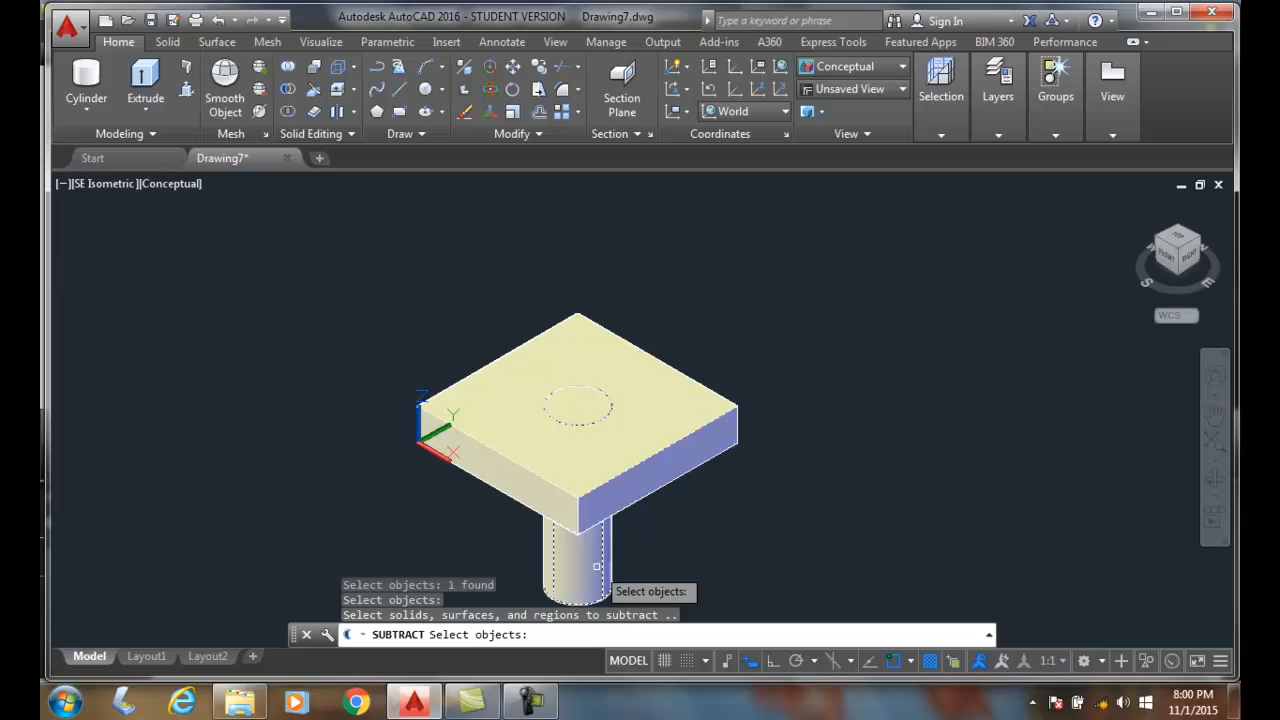 Autodesk AutoCAD 2016 - STUDENT VERSION Drawing7.dwg
Type a keyword or phrase
Sign In
Home Solid Surface Mesh Visualize Parametric Insert Annotate View Manage Output Add-ins A360 Express Tools Featured Apps BIM 360 Performance
Cylinder
Extrude
Smooth Object
Section Plane
Conceptual
Unsaved View
World
Selection
Layers
Groups
View
Modeling
Mesh
Solid Editing
Draw
Modify
Section
Coordinates
View
Start
Drawing7*
[−][SE Isometric][Conceptual]
TOP
FRONT
RIGHT
S
E
WCS
Z
Y
X
Select objects: 1 found
Select objects:
Select solids, surfaces, and regions to subtract ..
Select objects:
SUBTRACT Select objects:
Model Layout1 Layout2
MODEL
1:1
8:00 PM
11/1/2015